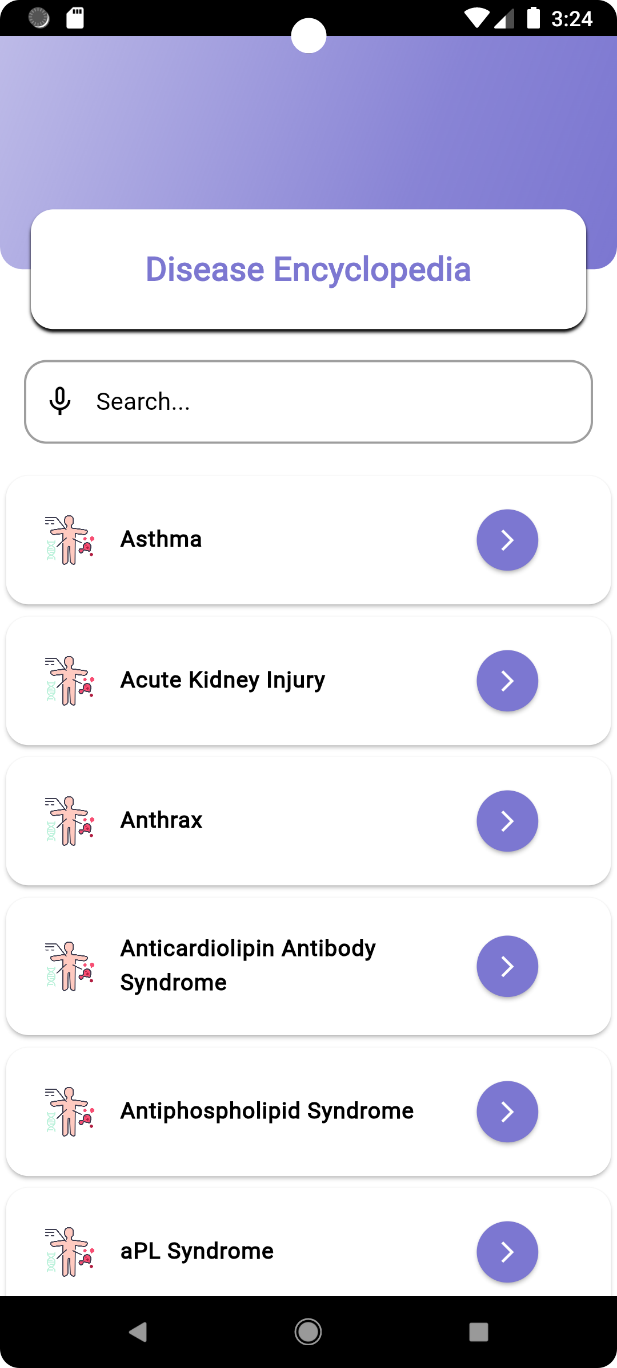 3:24
Disease Encyclopedia
Search...
Asthma
Acute Kidney Injury
Anthrax
Anticardiolipin Antibody
Syndrome
Antiphospholipid Syndrome
aPL Syndrome